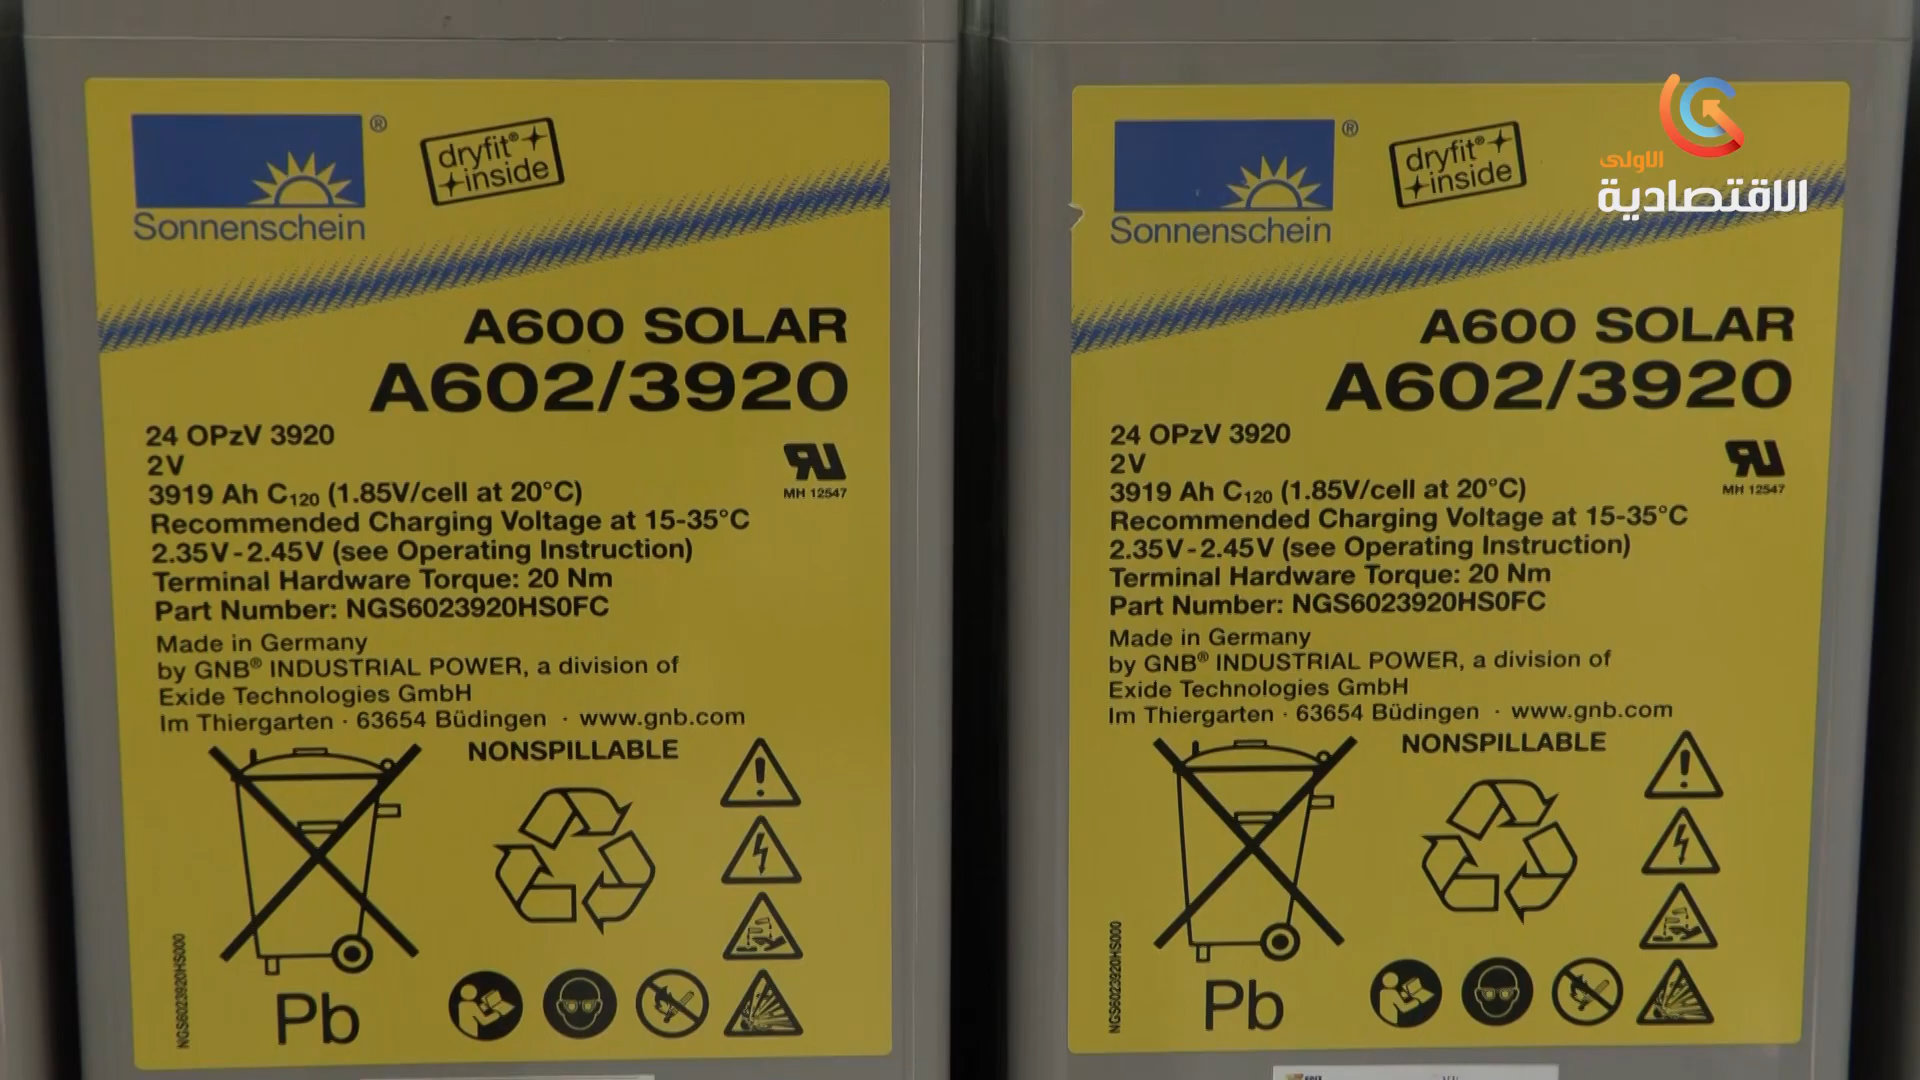 Sonnenschein ®
dryfit®
inside
A600 SOLAR
A602/3920
24 OPzV 3920
2V
3919 Ah C₁₂₀ (1.85V/cell at 20°C)
Recommended Charging Voltage at 15-35°C
2.35V-2.45V (see Operating Instruction)
Terminal Hardware Torque: 20 Nm
Part Number: NGS6023920HS0FC
MH 12547
Made in Germany
by GNB® INDUSTRIAL POWER, a division of
Exide Technologies GmbH
Im Thiergarten · 63654 Büdingen · www.gnb.com
NONSPILLABLE
Pb
NGS6023920HS000
Sonnenschein ®
dryfit®
inside
A600 SOLAR
A602/3920
24 OPzV 3920
2V
3919 Ah C₁₂₀ (1.85V/cell at 20°C)
Recommended Charging Voltage at 15-35°C
2.35V-2.45V (see Operating Instruction)
Terminal Hardware Torque: 20 Nm
Part Number: NGS6023920HS0FC
MH 12547
Made in Germany
by GNB® INDUSTRIAL POWER, a division of
Exide Technologies GmbH
Im Thiergarten · 63654 Büdingen · www.gnb.com
NONSPILLABLE
Pb
NGS6023920HS000
الأولى
الاقتصادية